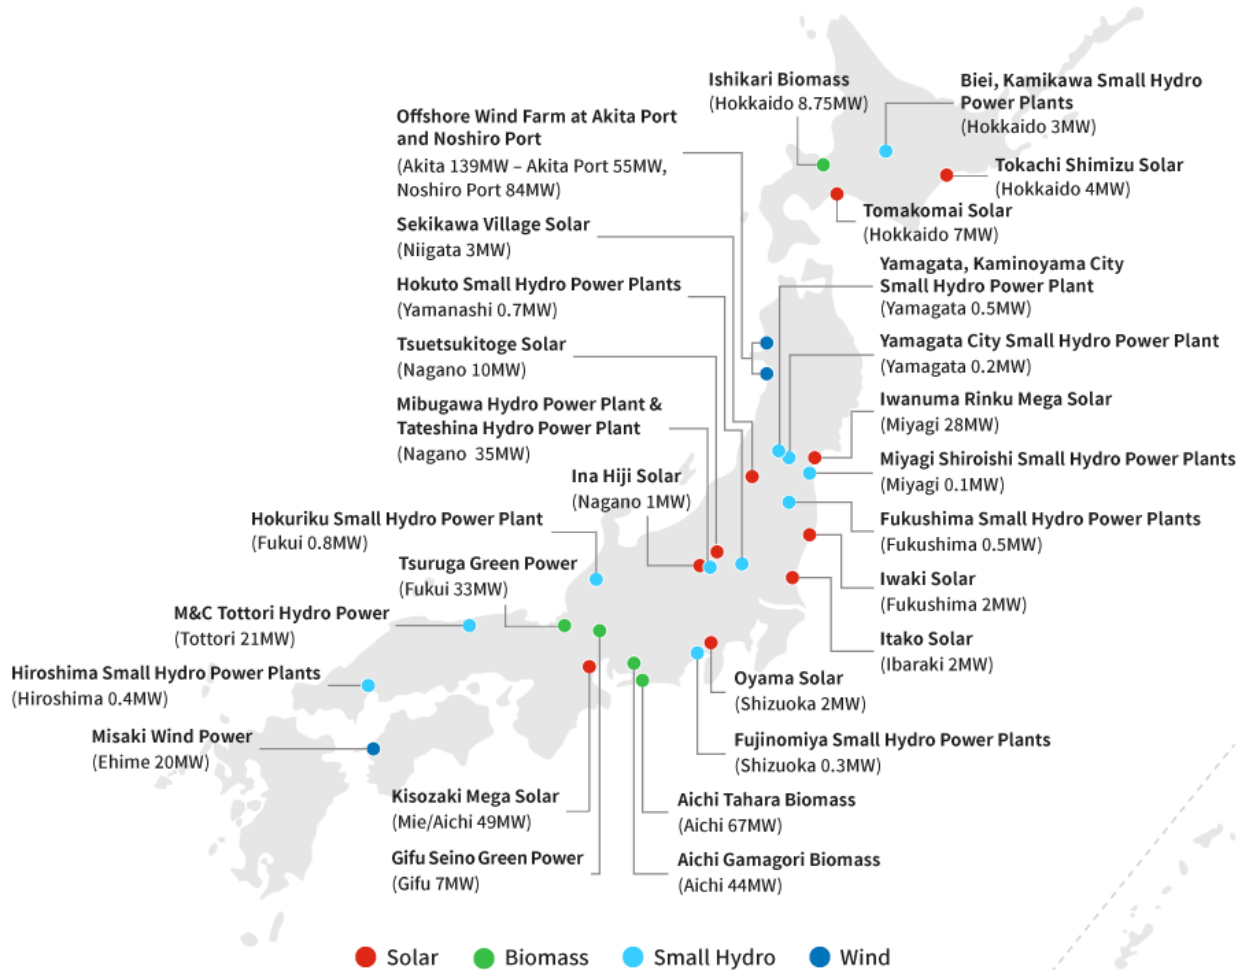 Ishikari Biomass
(Hokkaido 8.75MW)
Biei, Kamikawa Small Hydro
Power Plants
(Hokkaido 3MW)
Offshore Wind Farm at Akita Port
and Noshiro Port
(Akita 139MW – Akita Port 55MW,
Noshiro Port 84MW)
Tokachi Shimizu Solar
(Hokkaido 4MW)
Tomakomai Solar
(Hokkaido 7MW)
Sekikawa Village Solar
(Niigata 3MW)
Yamagata, Kaminoyama City
Small Hydro Power Plant
(Yamagata 0.5MW)
Hokuto Small Hydro Power Plants
(Yamanashi 0.7MW)
Tsuetsukitoge Solar
(Nagano 10MW)
Yamagata City Small Hydro Power Plant
(Yamagata 0.2MW)
Mibugawa Hydro Power Plant &
Tateshina Hydro Power Plant
(Nagano 35MW)
Iwanuma Rinku Mega Solar
(Miyagi 28MW)
Miyagi Shiroishi Small Hydro Power Plants
(Miyagi 0.1MW)
Ina Hiji Solar
(Nagano 1MW)
Hokuriku Small Hydro Power Plant
(Fukui 0.8MW)
Fukushima Small Hydro Power Plants
(Fukushima 0.5MW)
Tsuruga Green Power
(Fukui 33MW)
Iwaki Solar
(Fukushima 2MW)
M&C Tottori Hydro Power
(Tottori 21MW)
Itako Solar
(Ibaraki 2MW)
Hiroshima Small Hydro Power Plants
(Hiroshima 0.4MW)
Oyama Solar
(Shizuoka 2MW)
Misaki Wind Power
(Ehime 20MW)
Fujinomiya Small Hydro Power Plants
(Shizuoka 0.3MW)
Kisozaki Mega Solar
(Mie/Aichi 49MW)
Aichi Tahara Biomass
(Aichi 67MW)
Gifu Seino Green Power
(Gifu 7MW)
Aichi Gamagori Biomass
(Aichi 44MW)
Solar
Biomass
Small Hydro
Wind